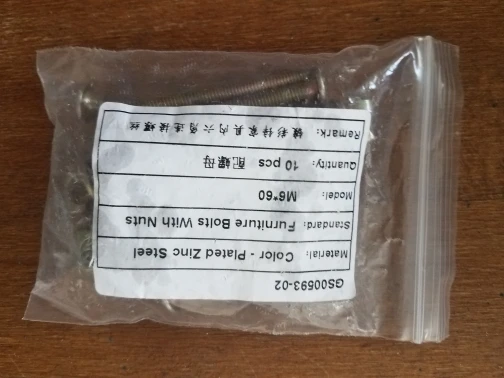 GS00593-02
Material: Color - Plated Zinc Steel
Standard: Furniture Bolts With Nuts
Model: M6*60
Quantity: 10 pcs 配螺母
Remark: 镀彩锌家具内六角连接螺丝